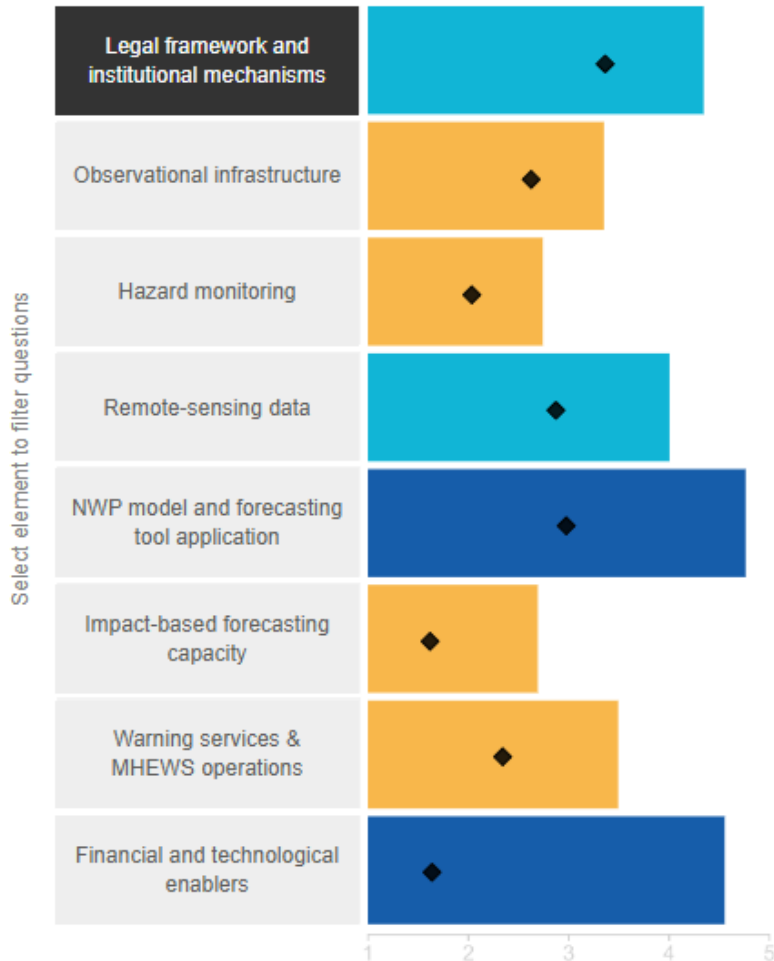 Legal framework and
institutional mechanisms
Observational infrastructure
Hazard monitoring
Select element to filter questions
Remote-sensing data
NWP model and forecasting
tool application
Impact-based forecasting
capacity
Warning services &
MHEWS operations
Financial and technological
enablers
1 2 3 4 5